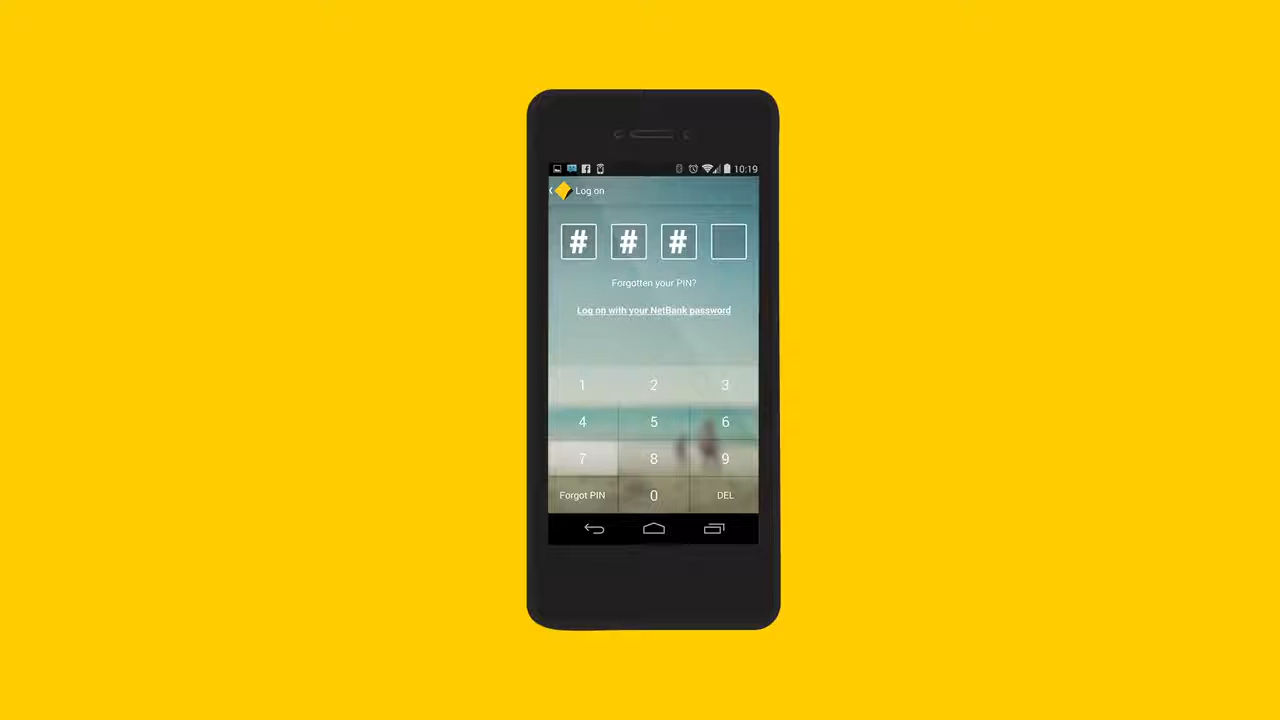 10:19
Log on
# # #
Forgotten your PIN?
Log on with your NetBank password
1 2 3
4 5 6
7 8 9
Forgot PIN 0 DEL